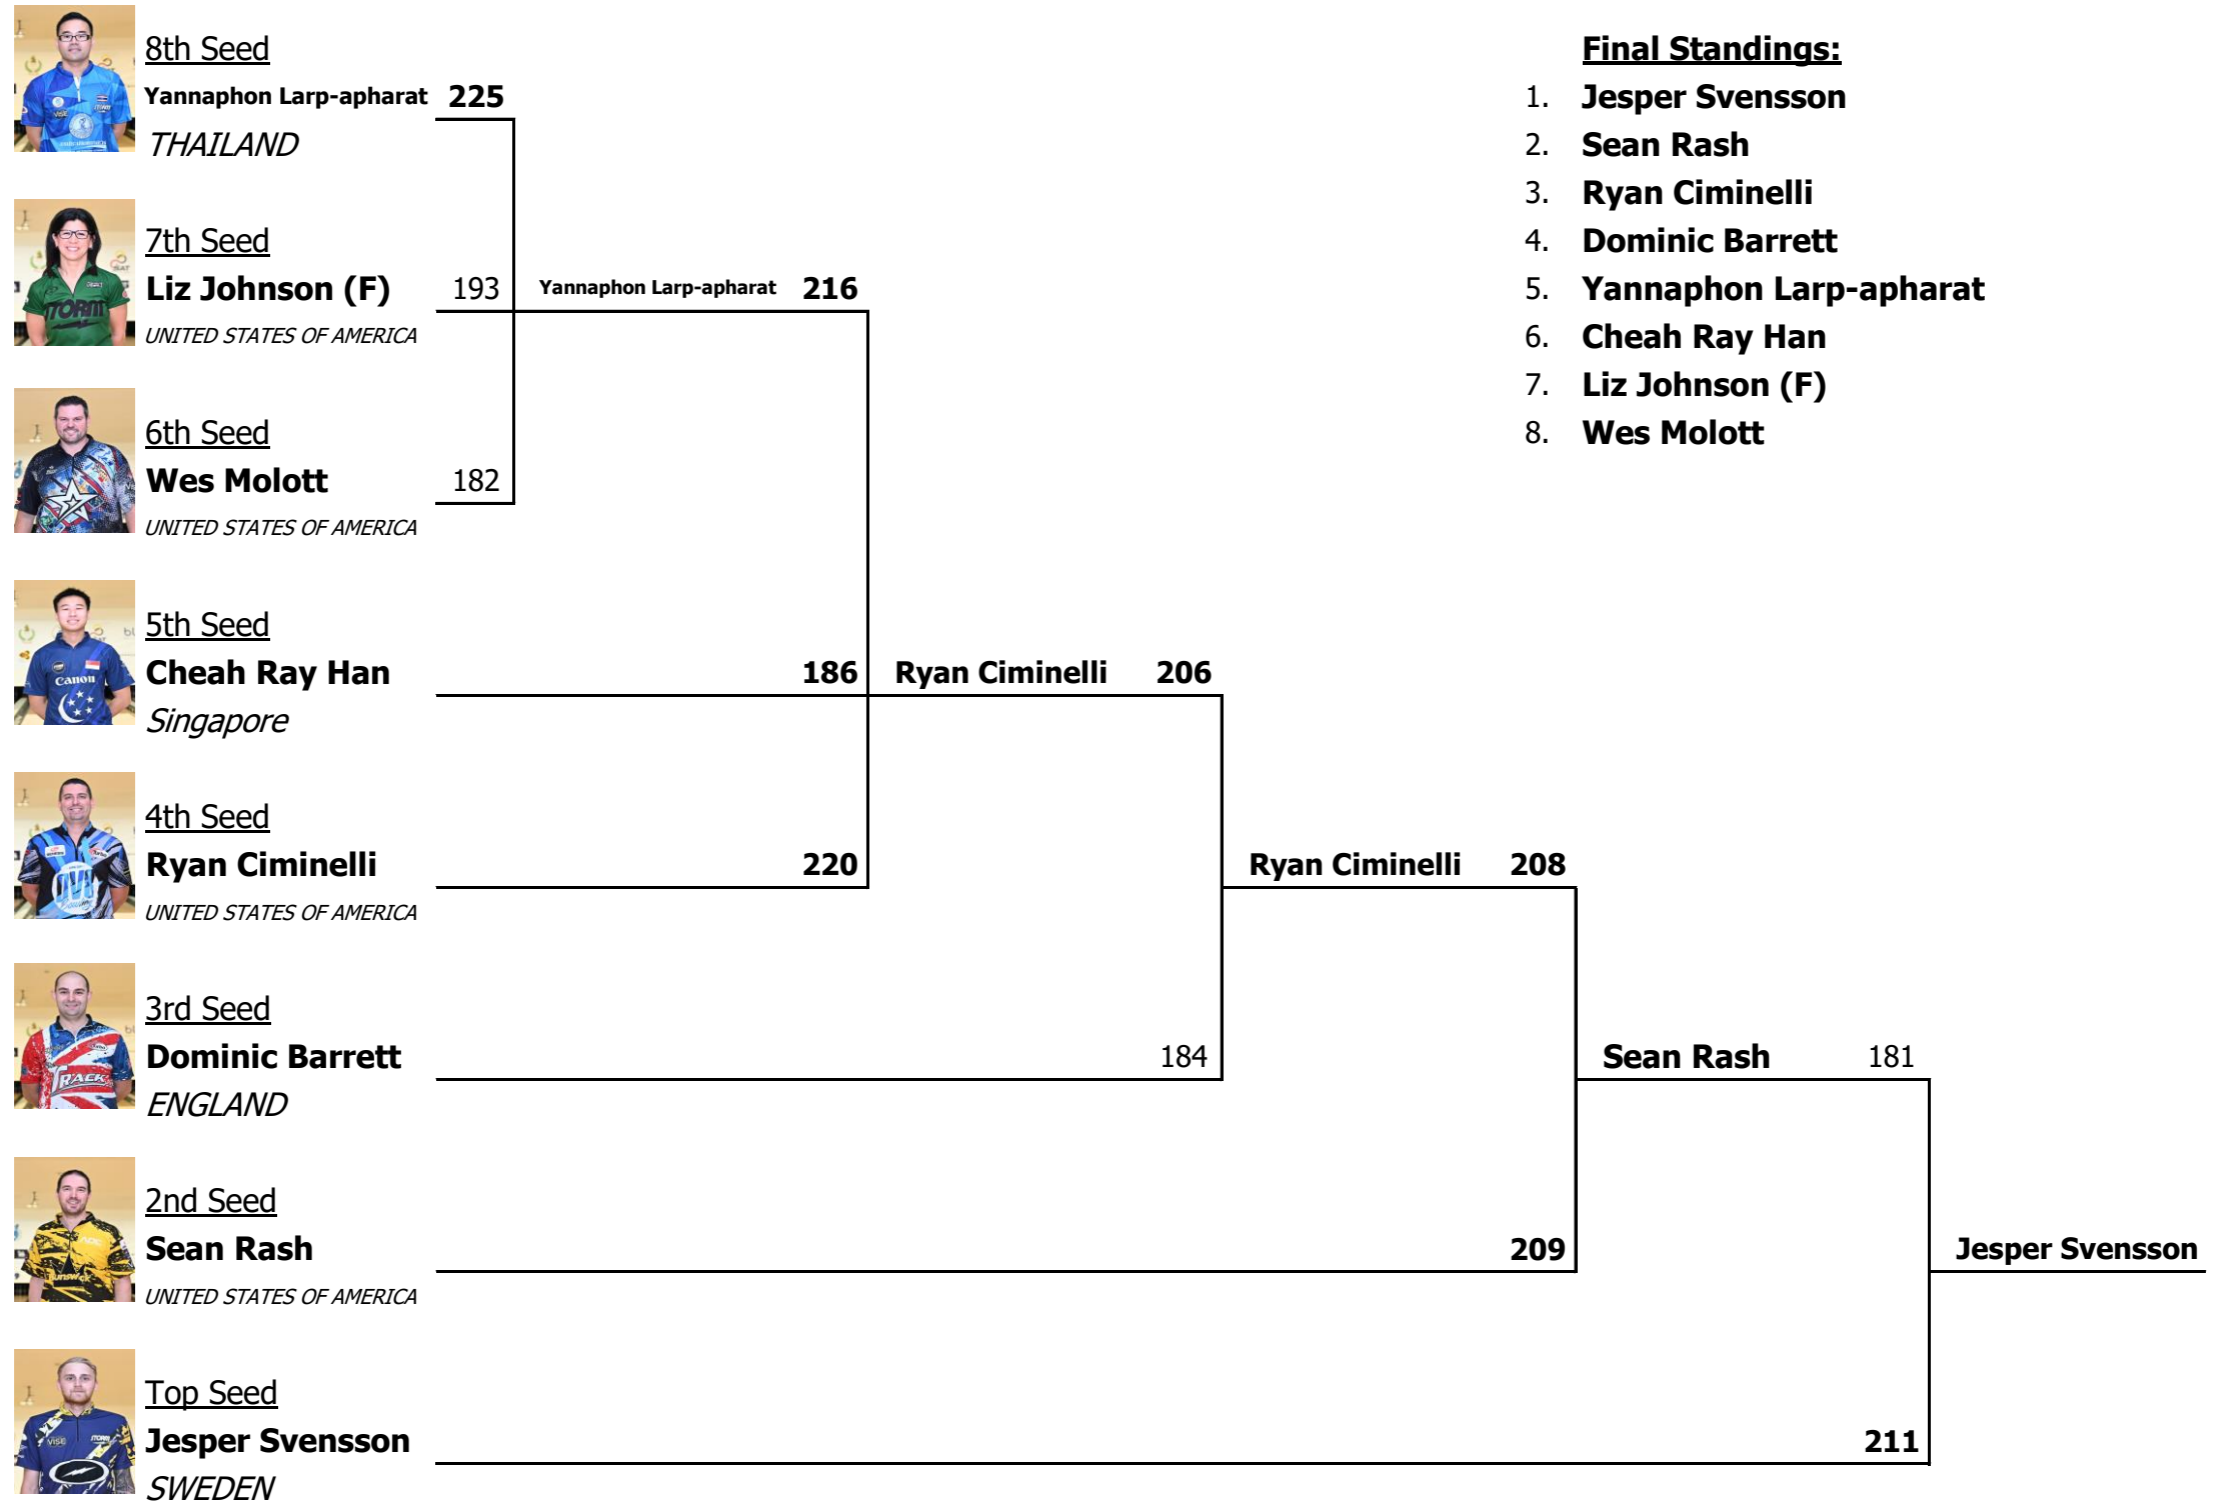 8th Seed
Yannaphon Larp-apharat 225
THAILAND
7th Seed
Liz Johnson (F) 193
UNITED STATES OF AMERICA
6th Seed
Wes Molott 182
UNITED STATES OF AMERICA
5th Seed
Cheah Ray Han 186
Singapore
4th Seed
Ryan Ciminelli 220
UNITED STATES OF AMERICA
3rd Seed
Dominic Barrett 184
ENGLAND
2nd Seed
Sean Rash 209
UNITED STATES OF AMERICA
Top Seed
Jesper Svensson 211
SWEDEN
Yannaphon Larp-apharat 216
Ryan Ciminelli 206
Ryan Ciminelli 208
Sean Rash 181
Jesper Svensson
Final Standings:
1. Jesper Svensson
2. Sean Rash
3. Ryan Ciminelli
4. Dominic Barrett
5. Yannaphon Larp-apharat
6. Cheah Ray Han
7. Liz Johnson (F)
8. Wes Molott
Canon
TRACK
VISE
STORM